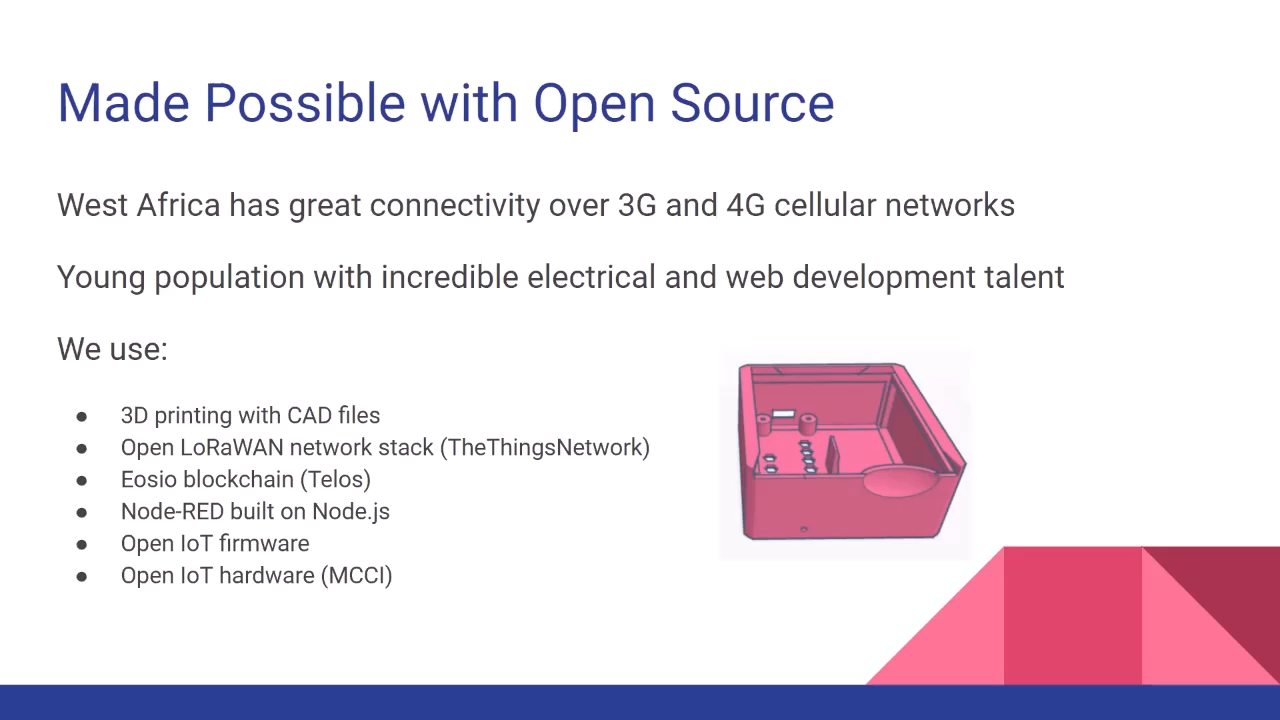 Made Possible with Open Source
West Africa has great connectivity over 3G and 4G cellular networks
Young population with incredible electrical and web development talent
We use:
● 3D printing with CAD files
● Open LoRaWAN network stack (TheThingsNetwork)
● Eosio blockchain (Telos)
● Node-RED built on Node.js
● Open IoT firmware
● Open IoT hardware (MCCI)